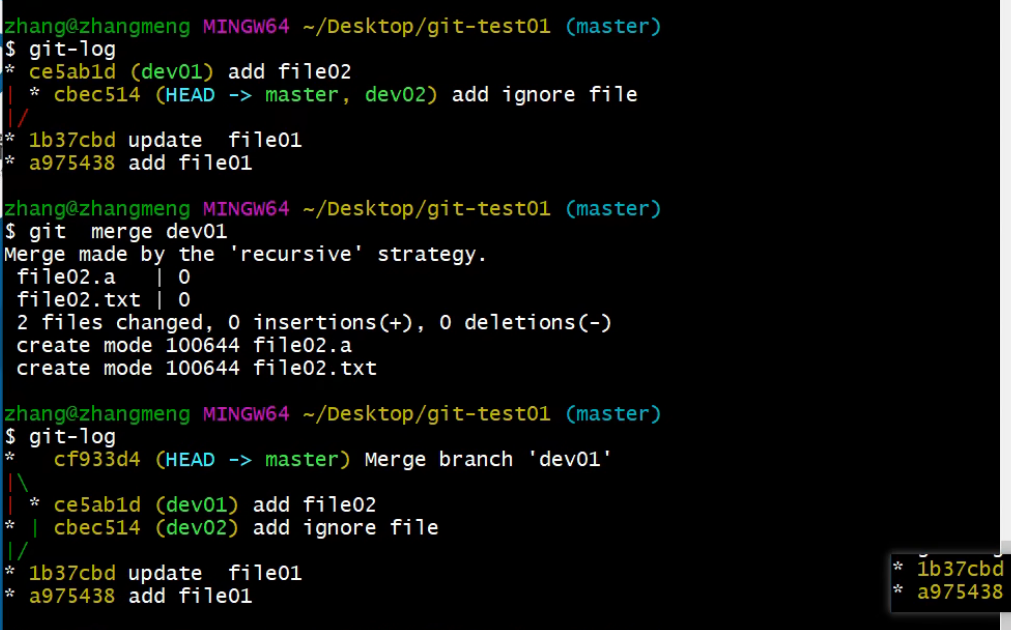 zhang@zhangmeng MINGW64 ~/Desktop/git-test01 (master)
$ git-log
* ce5ab1d (dev01) add file02
| * cbec514 (HEAD -> master, dev02) add ignore file
|/
* 1b37cbd update  file01
* a975438 add file01
zhang@zhangmeng MINGW64 ~/Desktop/git-test01 (master)
$ git  merge dev01
Merge made by the 'recursive' strategy.
 file02.a   | 0
 file02.txt | 0
 2 files changed, 0 insertions(+), 0 deletions(-)
 create mode 100644 file02.a
 create mode 100644 file02.txt
zhang@zhangmeng MINGW64 ~/Desktop/git-test01 (master)
$ git-log
*   cf933d4 (HEAD -> master) Merge branch 'dev01'
|\
| * ce5ab1d (dev01) add file02
* | cbec514 (dev02) add ignore file
|/
* 1b37cbd update  file01
* a975438 add file01
* 1b37cbd
* a975438